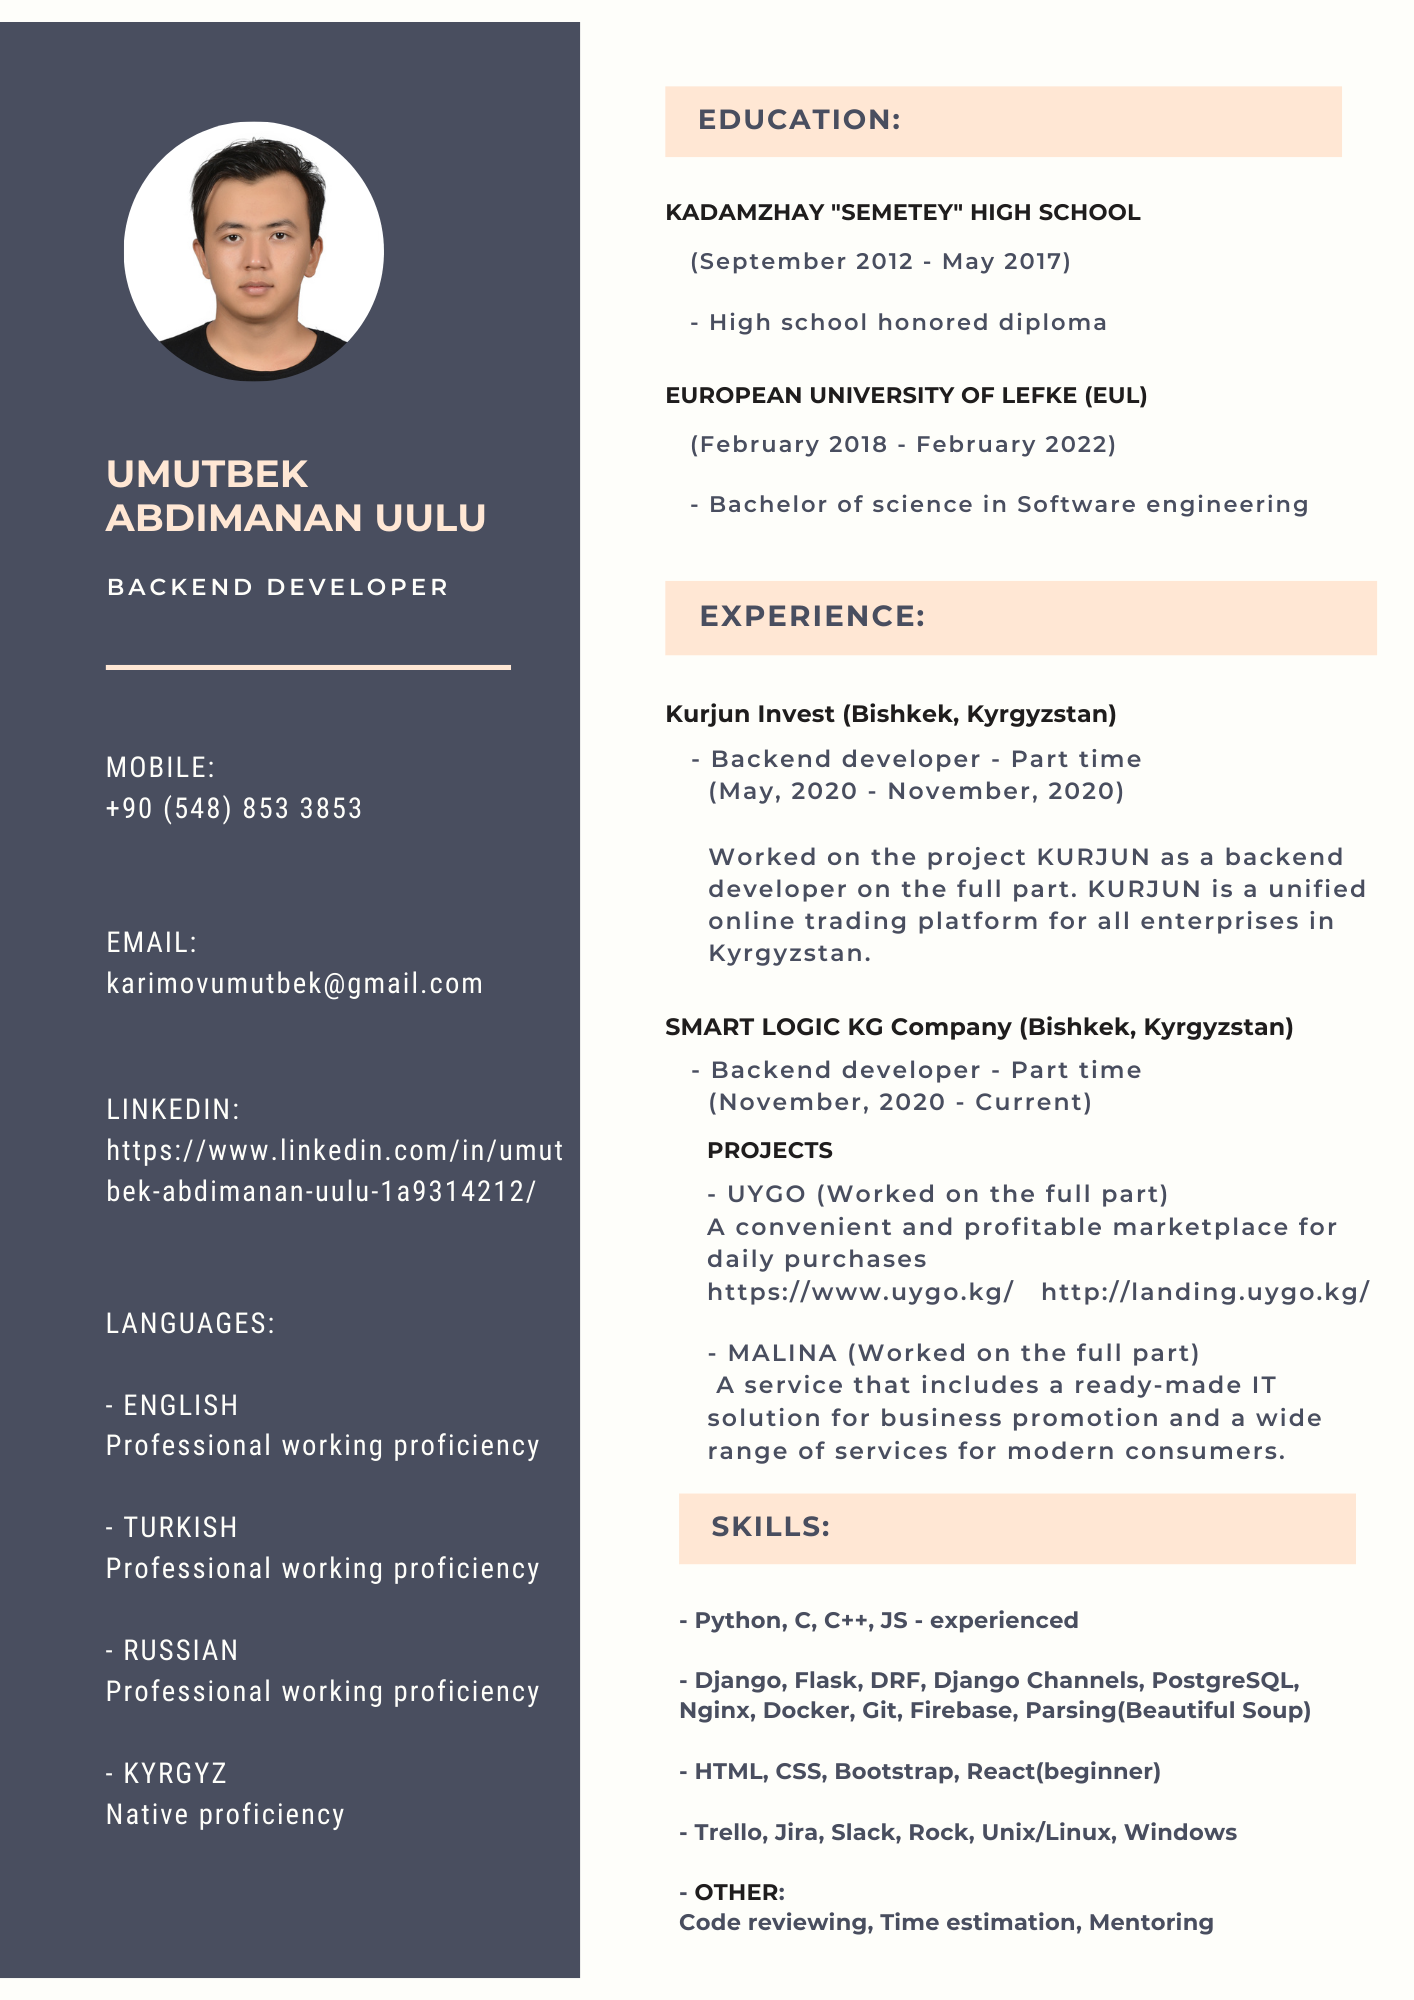 UMUTBEK
ABDIMANAN UULU
BACKEND DEVELOPER
MOBILE:
+90 (548) 853 3853
EMAIL:
karimovumutbek@gmail.com
LINKEDIN:
https://www.linkedin.com/in/umut
bek-abdimanan-uulu-1a9314212/
LANGUAGES:
- ENGLISH
Professional working proficiency
- TURKISH
Professional working proficiency
- RUSSIAN
Professional working proficiency
- KYRGYZ
Native proficiency
EDUCATION:
KADAMZHAY "SEMETEY" HIGH SCHOOL
(September 2012 - May 2017)
- High school honored diploma
EUROPEAN UNIVERSITY OF LEFKE (EUL)
(February 2018 - February 2022)
- Bachelor of science in Software engineering
EXPERIENCE:
Kurjun Invest (Bishkek, Kyrgyzstan)
- Backend developer - Part time
(May, 2020 - November, 2020)
Worked on the project KURJUN as a backend
developer on the full part. KURJUN is a unified
online trading platform for all enterprises in
Kyrgyzstan.
SMART LOGIC KG Company (Bishkek, Kyrgyzstan)
- Backend developer - Part time
(November, 2020 - Current)
PROJECTS
- UYGO (Worked on the full part)
A convenient and profitable marketplace for
daily purchases
https://www.uygo.kg/ http://landing.uygo.kg/
- MALINA (Worked on the full part)
A service that includes a ready-made IT
solution for business promotion and a wide
range of services for modern consumers.
SKILLS:
- Python, C, C++, JS - experienced
- Django, Flask, DRF, Django Channels, PostgreSQL,
Nginx, Docker, Git, Firebase, Parsing(Beautiful Soup)
- HTML, CSS, Bootstrap, React(beginner)
- Trello, Jira, Slack, Rock, Unix/Linux, Windows
- OTHER:
Code reviewing, Time estimation, Mentoring